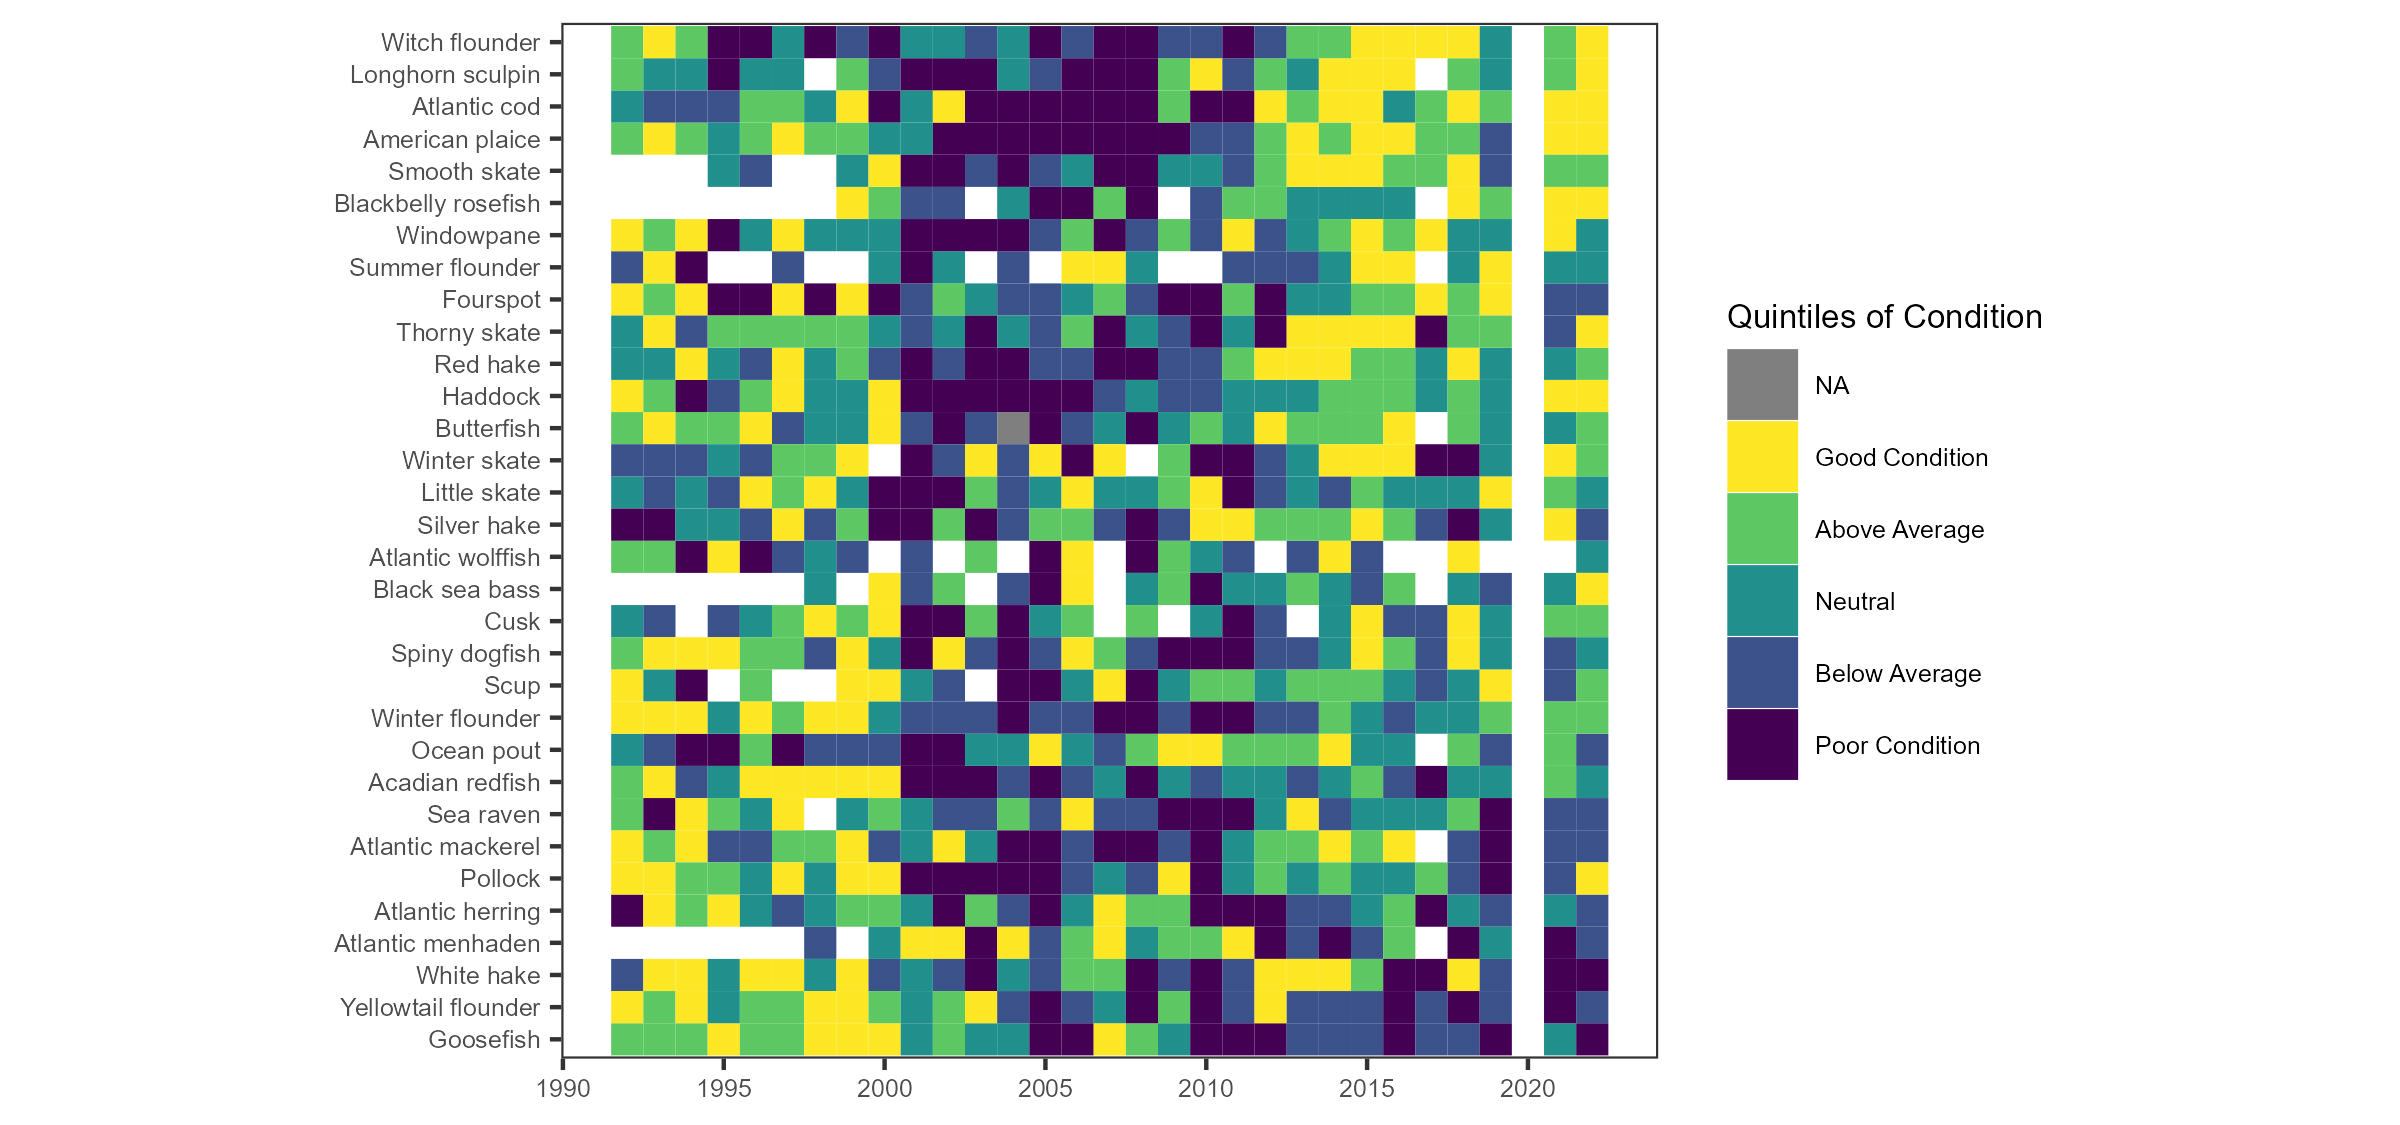 Witch flounder
Longhorn sculpin
Atlantic cod
American plaice
Smooth skate
Blackbelly rosefish
Windowpane
Summer flounder
Fourspot
Thorny skate
Red hake
Haddock
Butterfish
Winter skate
Little skate
Silver hake
Atlantic wolffish
Black sea bass
Cusk
Spiny dogfish
Scup
Winter flounder
Ocean pout
Acadian redfish
Sea raven
Atlantic mackerel
Pollock
Atlantic herring
Atlantic menhaden
White hake
Yellowtail flounder
Goosefish
1990 1995 2000 2005 2010 2015 2020
Quintiles of Condition
NA
Good Condition
Above Average
Neutral
Below Average
Poor Condition